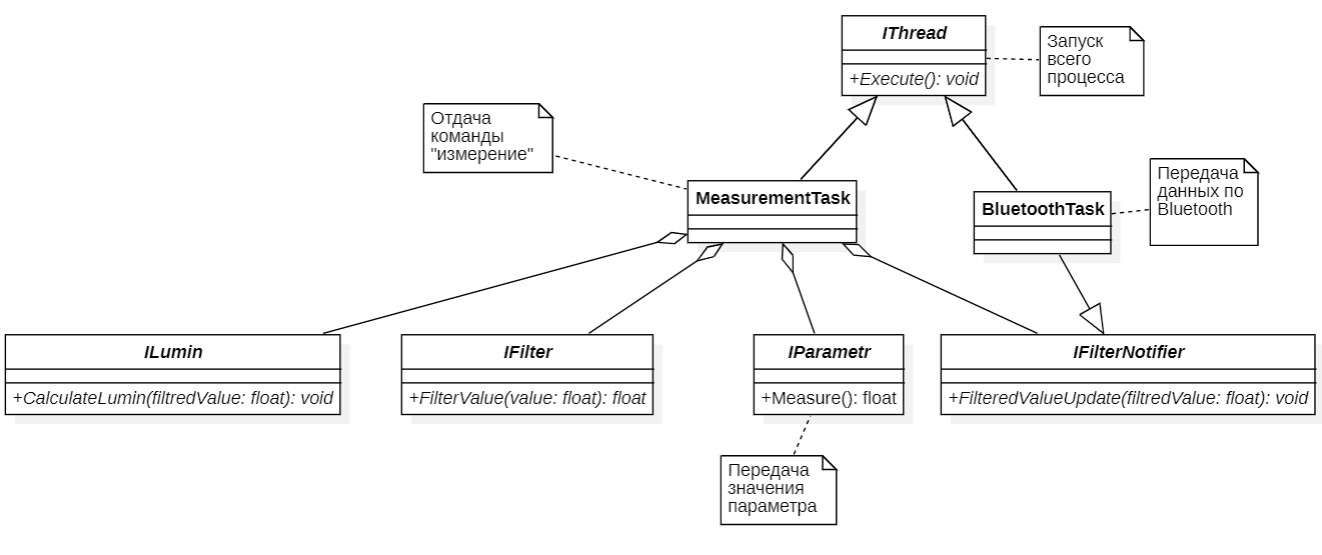 IThread
+Execute(): void
Запуск
всего
процесса
Отдача
команды
"измерение"
MeasurementTask
BluetoothTask
Передача
данных по
Bluetooth
ILumin
+CalculateLumin(filtredValue: float): void
IFilter
+FilterValue(value: float): float
IParametr
+Measure(): float
IFilterNotifier
+FilteredValueUpdate(filtredValue: float): void
Передача
значения
параметра